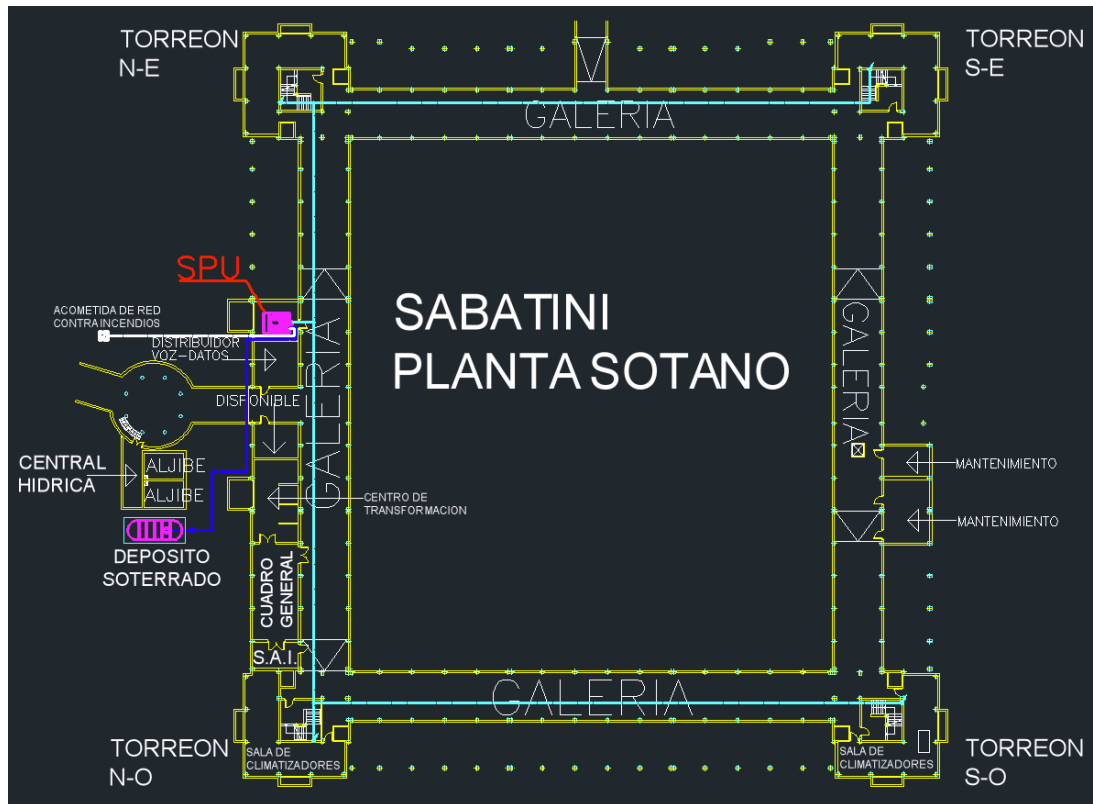 TORREON
N-E
TORREON
S-E
GALERIA
SPU
ACOMETIDA DE RED
CONTRAINCENDIOS
DISTRIBUIDOR
VOZ-DATOS
SABATINI
PLANTA SOTANO
GALERIA
GALERIA
DISPONIBLE
CENTRAL
HIDRICA
ALJIBE
ALJIBE
CENTRO DE
TRANSFORMACION
MANTENIMIENTO
MANTENIMIENTO
DEPOSITO
SOTERRADO
CUADRO
GENERAL
S.A.I.
GALERIA
TORREON
N-O
SALA DE
CLIMATIZADORES
SALA DE
CLIMATIZADORES
TORREON
S-O